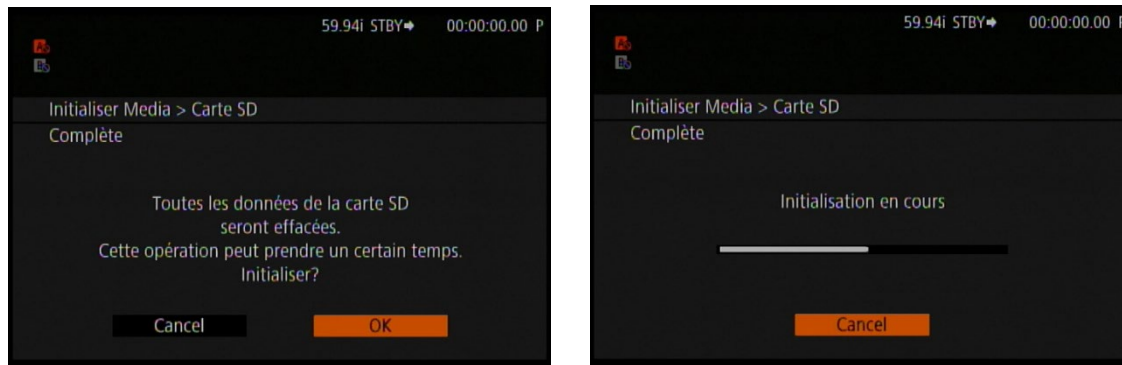 59.94i STBY 00:00:00.00 P
A
B
Initialiser Media > Carte SD
Complète
Toutes les données de la carte SD
seront effacées.
Cette opération peut prendre un certain temps.
Initialiser?
Cancel OK
59.94i STBY 00:00:00.00 P
A
B
Initialiser Media > Carte SD
Complète
Initialisation en cours
Cancel